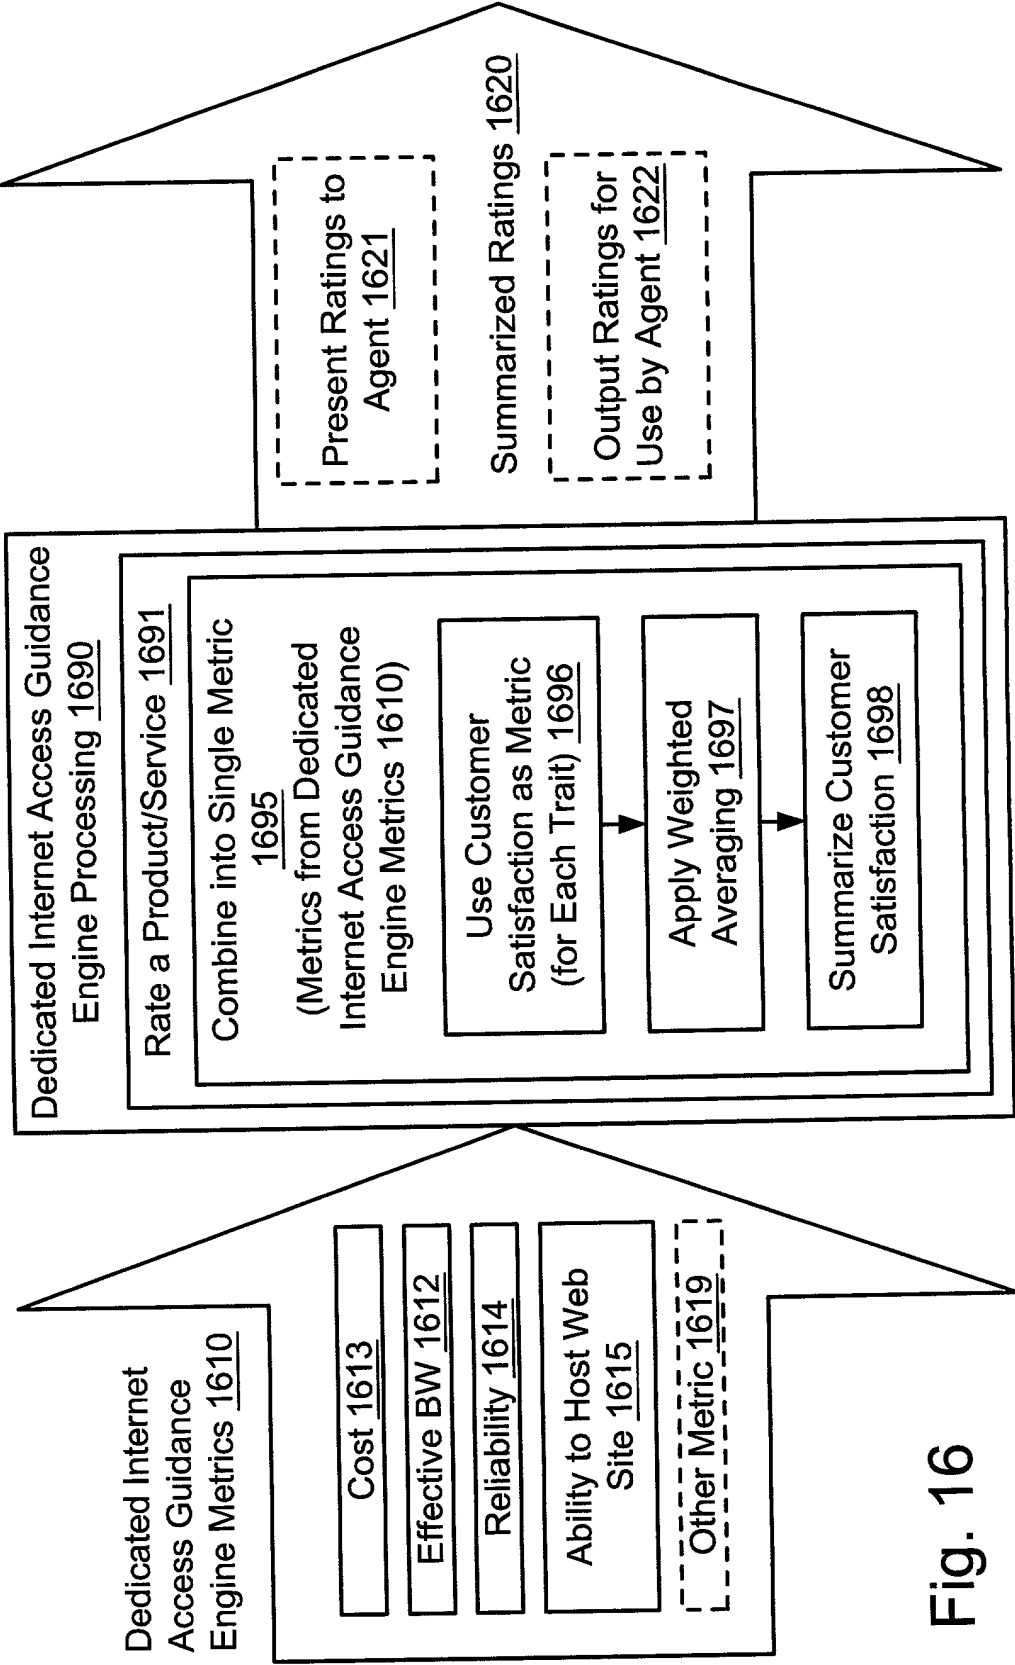 Dedicated Internet
Access Guidance
Engine Metrics 1610
Cost 1613
Effective BW 1612
Reliability 1614
Ability to Host Web
Site 1615
Other Metric 1619
Dedicated Internet Access Guidance
Engine Processing 1690
Rate a Product/Service 1691
Combine into Single Metric
1695
(Metrics from Dedicated
Internet Access Guidance
Engine Metrics 1610)
Use Customer
Satisfaction as Metric
(for Each Trait) 1696
Apply Weighted
Averaging 1697
Summarize Customer
Satisfaction 1698
Present Ratings to
Agent 1621
Summarized Ratings 1620
Output Ratings for
Use by Agent 1622
Fig. 16